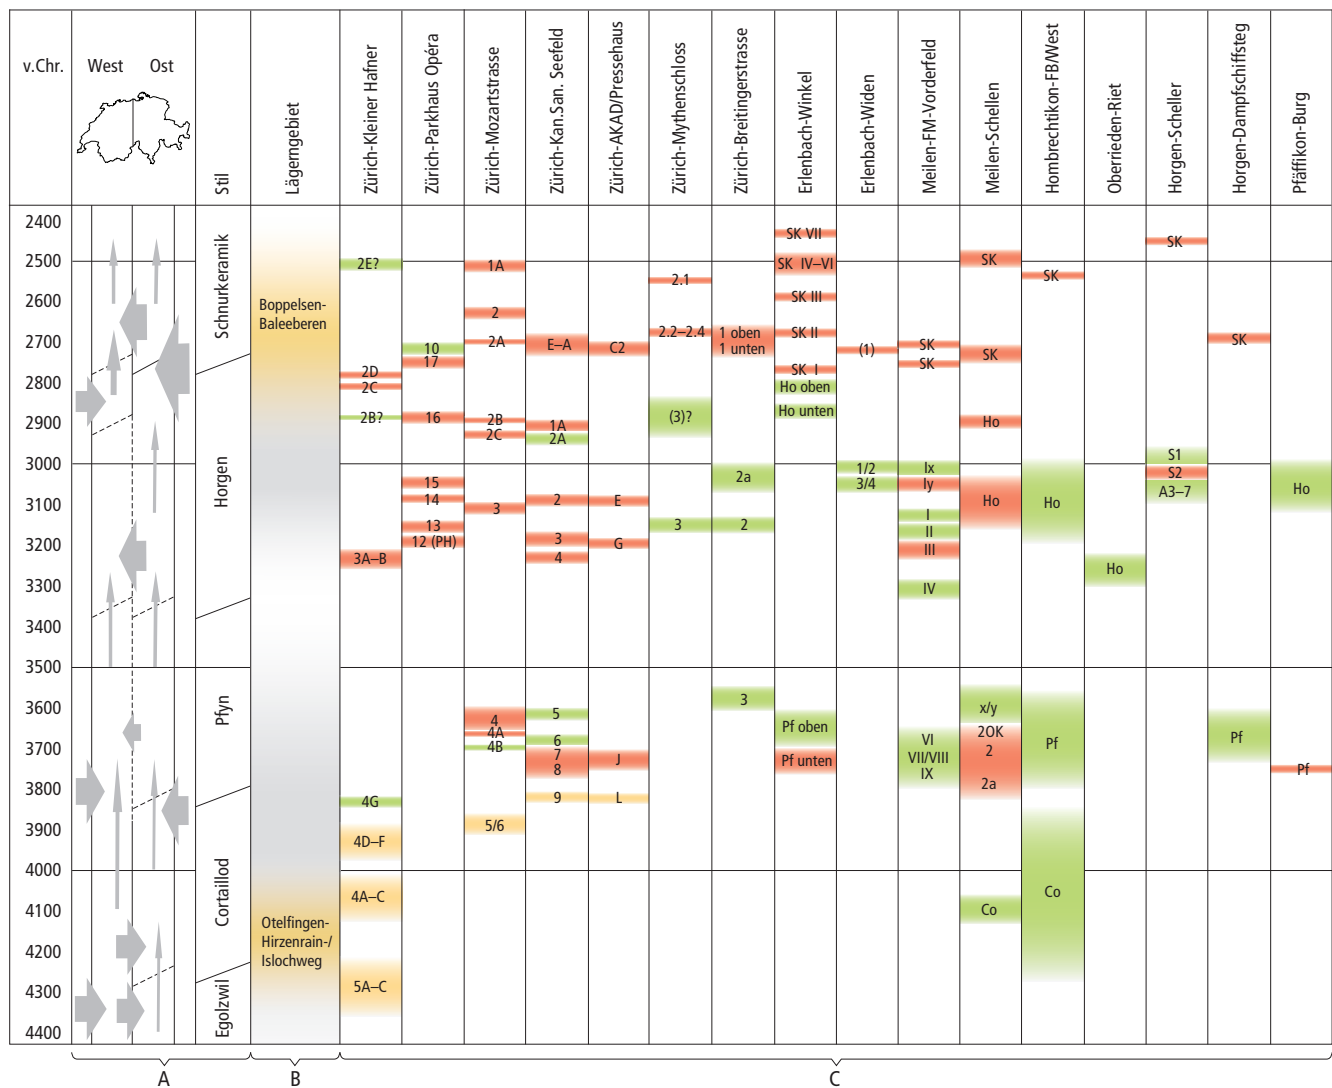 v.Chr.
West
Ost
Stil
Lägerngebiet
Zürich-Kleiner Hafner
Zürich-Parkhaus Opéra
Zürich-Mozartstrasse
Zürich-Kan.San. Seefeld
Zürich-AKAD/Pressehaus
Zürich-Mythenschloss
Zürich-Breitingerstrasse
Erlenbach-Winkel
Erlenbach-Widen
Meilen-FM-Vorderfeld
Meilen-Schellen
Hombrechtikon-FB/West
Oberrieden-Riet
Horgen-Scheller
Horgen-Dampfschiffsteg
Pfäffikon-Burg
2400
2500
2600
2700
2800
2900
3000
3100
3200
3300
3400
3500
3600
3700
3800
3900
4000
4100
4200
4300
4400
Schnurkeramik
Horgen
Pfyn
Cortaillod
Egolzwil
Boppelsen-
Baleeberen
Otelfingen-
Hirzenrain-/
Islochweg
2E?
2D
2C
2B?
3A–B
4G
4D–F
4A–C
5A–C
10
17
16
15
14
13
12 (PH)
1A
2
2A
2B
2C
3
4
4A
4B
5/6
E–A
1A
2A
2
3
4
5
6
7
8
9
C2
E
G
J
L
2.1
2.2–2.4
(3)?
3
1 oben
1 unten
2a
2
3
SK VII
SK IV–VI
SK III
SK II
SK I
Ho oben
Ho unten
Pf oben
Pf unten
(1)
1/2
3/4
SK
SK
Ix
Iy
I
II
III
IV
VI
VII/VIII
IX
SK
SK
Ho
Ho
x/y
2OK
2
2a
Co
SK
Ho
Pf
Co
Ho
SK
S1
S2
A3–7
SK
Pf
Ho
Pf
A
B
C